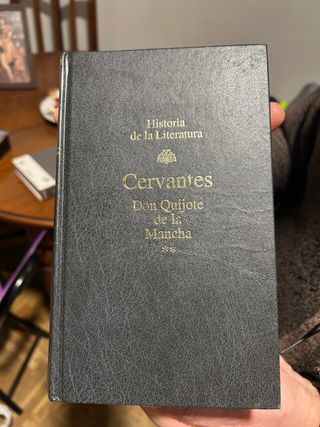 Historia
de la Literatura
Cervantes
Don Quijote
de la
Mancha
**